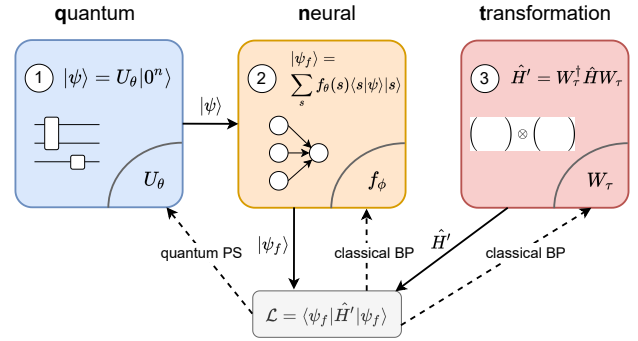 quantum
neural
transformation
1 |ψ⟩ = U_θ|0^n⟩
U_θ
|ψ⟩
2 |ψ_f⟩ =
∑_s f_θ(s)⟨s|ψ⟩|s⟩
f_ϕ
3 Ĥ′ = W_τ^† Ĥ W_τ
( ) ⊗ ( )
W_τ
quantum PS
|ψ_f⟩
classical BP
Ĥ′
classical BP
ℒ = ⟨ψ_f|Ĥ′|ψ_f⟩